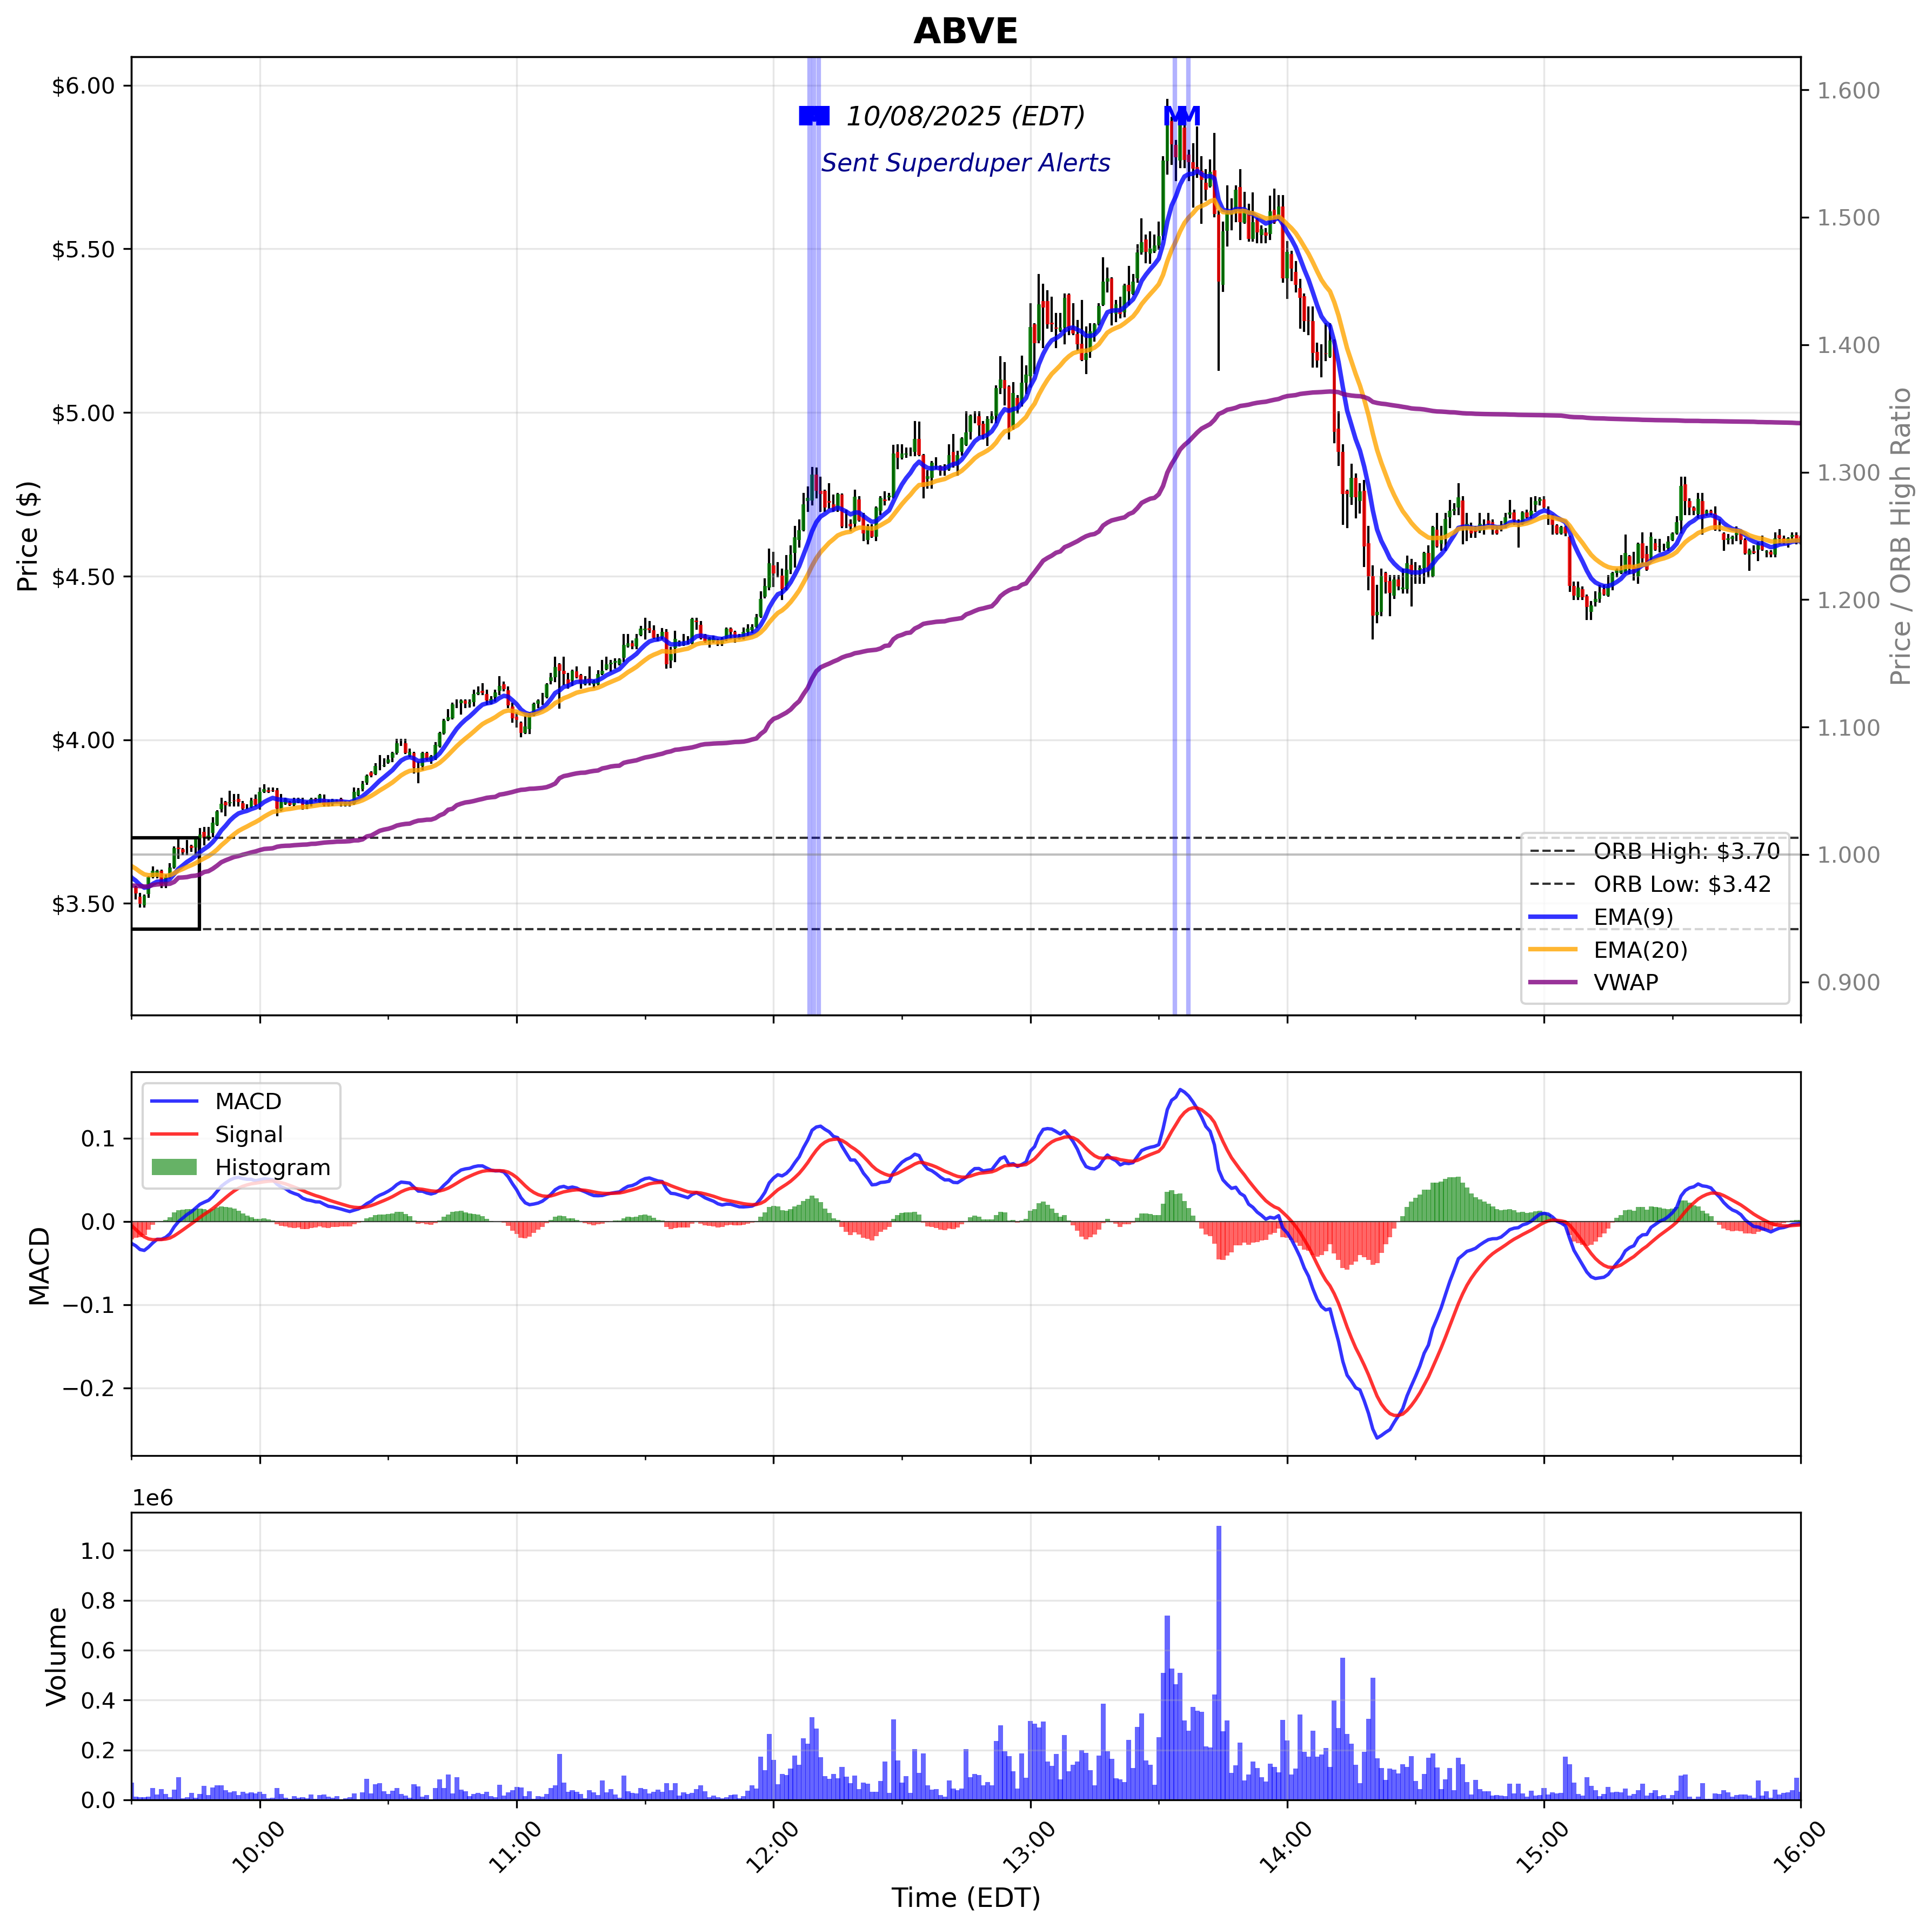 ABVE
10/08/2025 (EDT)
Sent Superduper Alerts
Price ($)
$6.00
$5.50
$5.00
$4.50
$4.00
$3.50
1.600
1.500
1.400
1.300
1.200
1.100
1.000
0.900
Price / ORB High Ratio
ORB High: $3.70
ORB Low: $3.42
EMA(9)
EMA(20)
VWAP
MACD
Signal
Histogram
MACD
0.1
0.0
−0.1
−0.2
1e6
Volume
1.0
0.8
0.6
0.4
0.2
0.0
10:00 11:00 12:00 13:00 14:00 15:00 16:00
Time (EDT)